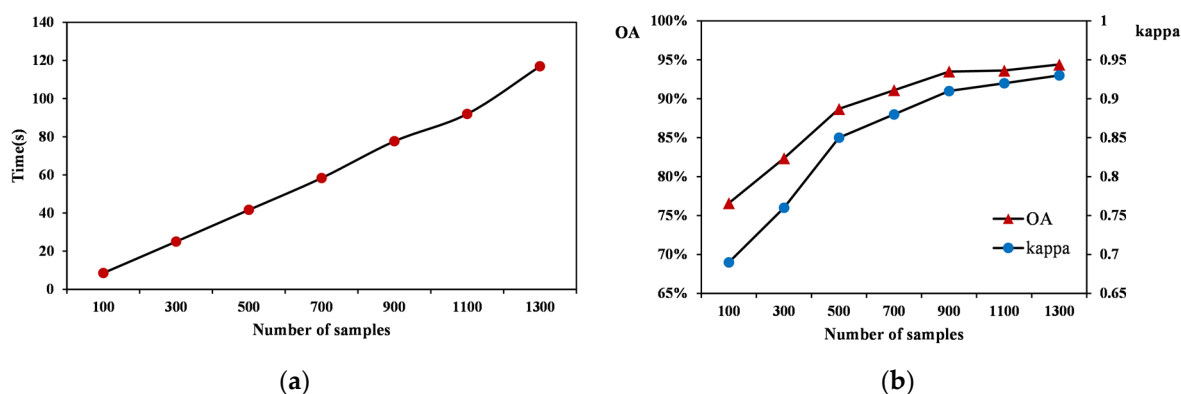 140
120
100
80
60
40
20
0
Time(s)
100 300 500 700 900 1100 1300
Number of samples
(a)
OA
kappa
100%
95%
90%
85%
80%
75%
70%
65%
1
0.95
0.9
0.85
0.8
0.75
0.7
0.65
OA
kappa
100 300 500 700 900 1100 1300
Number of samples
(b)